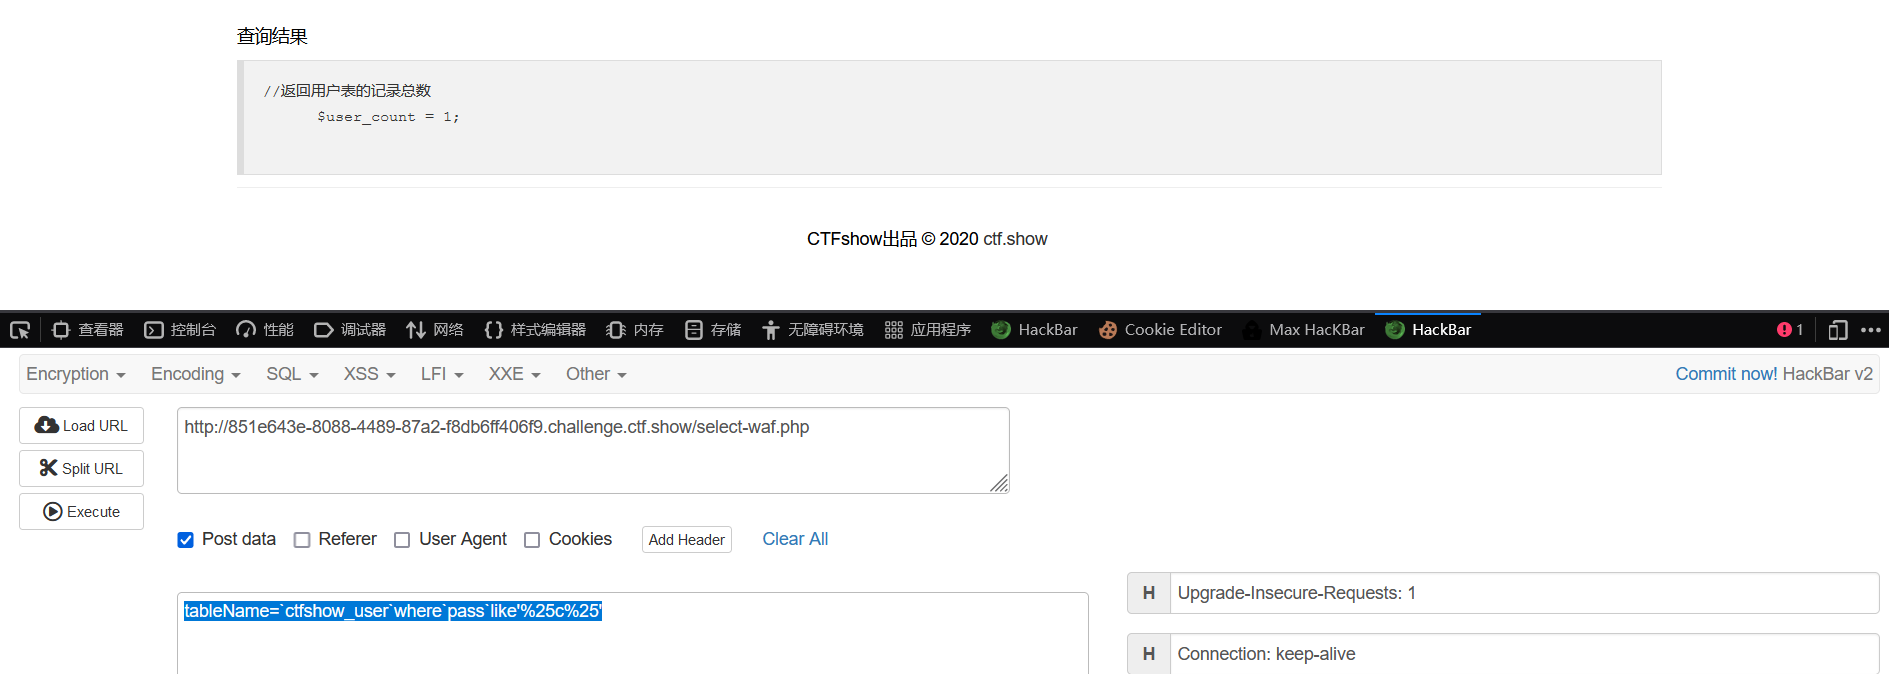 查询结果
//返回用户表的记录总数
$user_count = 1;
CTFshow出品 © 2020 ctf.show
查看器 控制台 性能 调试器 网络 样式编辑器 内存 存储 无障碍环境 应用程序 HackBar Cookie Editor Max HacKBar HackBar 1
Encryption Encoding SQL XSS LFI XXE Other Commit now! HackBar v2
Load URL
Split URL
Execute
http://851e643e-8088-4489-87a2-f8db6ff406f9.challenge.ctf.show/select-waf.php
Post data Referer User Agent Cookies Add Header Clear All
tableName=`ctfshow_user`where`pass`like'%25c%25'
H Upgrade-Insecure-Requests: 1
H Connection: keep-alive